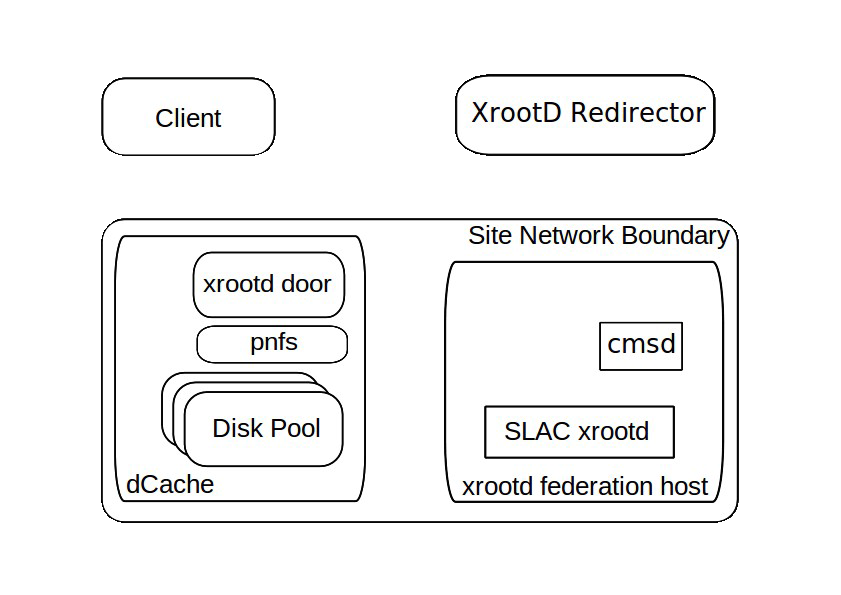 Client
XrootD Redirector
Site Network Boundary
xrootd door
pnfs
Disk Pool
dCache
cmsd
SLAC xrootd
xrootd federation host